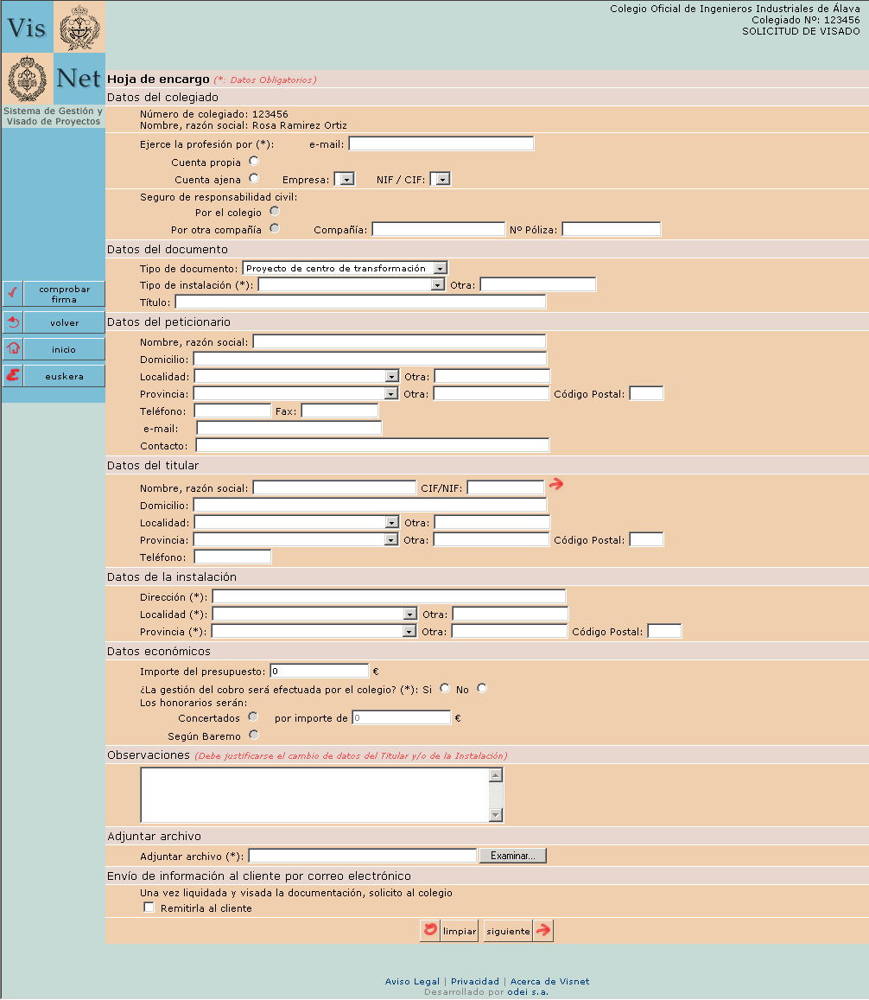 Colegio Oficial de Ingenieros Industriales de Álava
Colegiado Nº: 123456
SOLICITUD DE VISADO
Vis
Net
Sistema de Gestión y
Visado de Proyectos
comprobar
firma
volver
inicio
euskera
Hoja de encargo (*: Datos Obligatorios)
Datos del colegiado
Número de colegiado: 123456
Nombre, razón social: Rosa Ramirez Ortiz
Ejerce la profesión por (*): e-mail:
Cuenta propia
Cuenta ajena Empresa: NIF / CIF:
Seguro de responsabilidad civil:
Por el colegio
Por otra compañía Compañía: Nº Póliza:
Datos del documento
Tipo de documento: Proyecto de centro de transformación
Tipo de instalación (*): Otra:
Título:
Datos del peticionario
Nombre, razón social:
Domicilio:
Localidad: Otra:
Provincia: Otra: Código Postal:
Teléfono: Fax:
e-mail:
Contacto:
Datos del titular
Nombre, razón social: CIF/NIF:
Domicilio:
Localidad: Otra:
Provincia: Otra: Código Postal:
Teléfono:
Datos de la instalación
Dirección (*):
Localidad (*): Otra:
Provincia (*): Otra: Código Postal:
Datos económicos
Importe del presupuesto: 0 €
¿La gestión del cobro será efectuada por el colegio? (*): Si No
Los honorarios serán:
Concertados por importe de 0 €
Según Baremo
Observaciones (Debe justificarse el cambio de datos del Titular y/o de la Instalación)
Adjuntar archivo
Adjuntar archivo (*): Examinar...
Envío de información al cliente por correo electrónico
Una vez liquidada y visada la documentación, solicito al colegio
Remitirla al cliente
limpiar siguiente
Aviso Legal | Privacidad | Acerca de Visnet
Desarrollado por odei s.a.